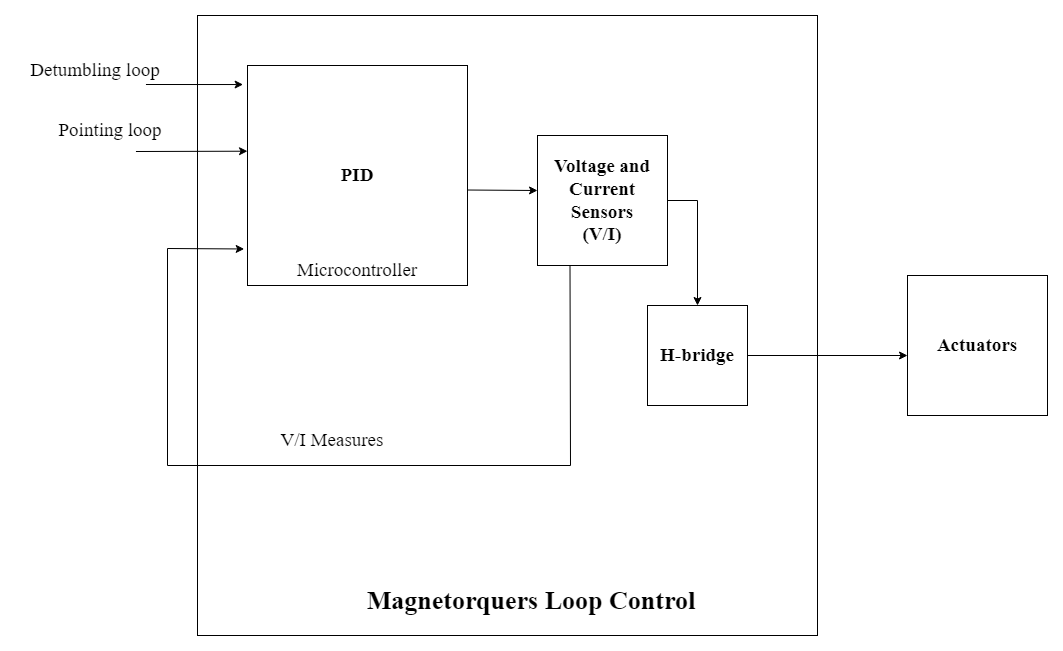 Detumbling loop
Pointing loop
PID
Microcontroller
Voltage and
Current
Sensors
(V/I)
H-bridge
Actuators
V/I Measures
Magnetorquers Loop Control